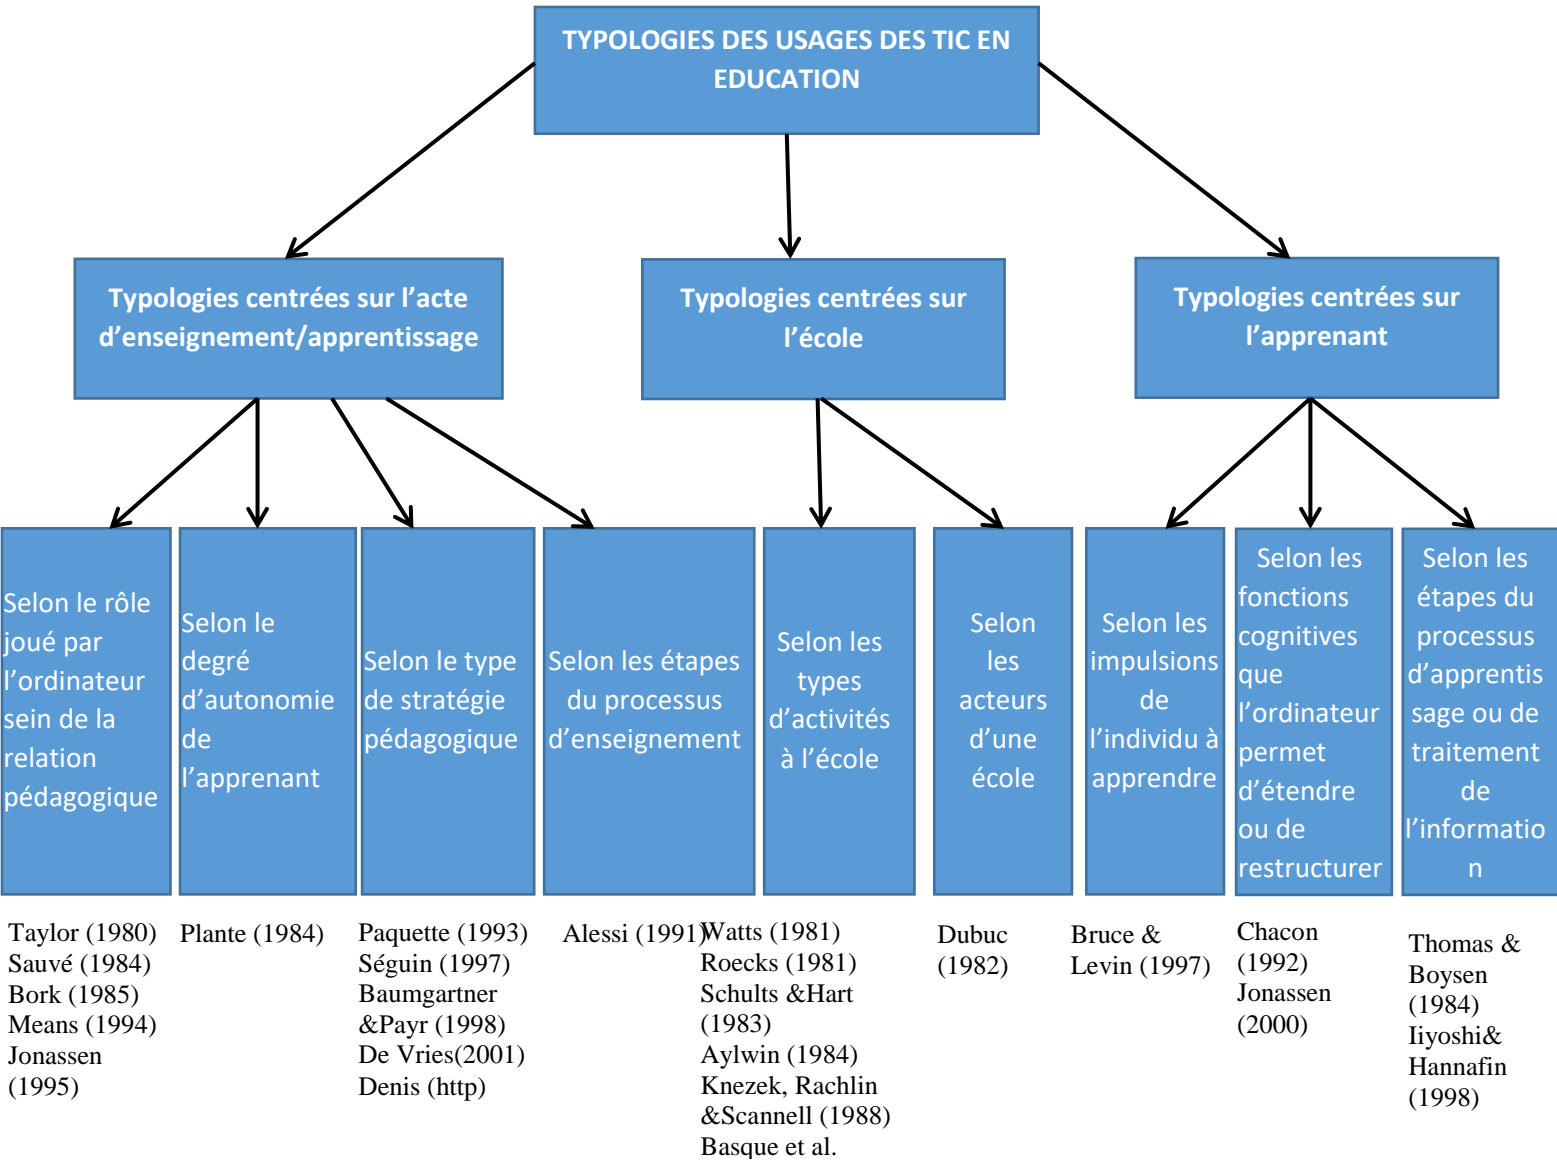 TYPOLOGIES DES USAGES DES TIC EN
EDUCATION
Typologies centrées sur l’acte
d’enseignement/apprentissage
Typologies centrées sur
l’école
Typologies centrées sur
l’apprenant
Selon le rôle
joué par
l’ordinateur
sein de la
relation
pédagogique
Selon le
degré
d’autonomie
de
l’apprenant
Selon le type
de stratégie
pédagogique
Selon les étapes
du processus
d’enseignement
Selon les
types
d’activités
à l’école
Selon
les
acteurs
d’une
école
Selon les
impulsions
de
l’individu à
apprendre
Selon les
fonctions
cognitives
que
l’ordinateur
permet
d’étendre
ou de
restructurer
Selon les
étapes du
processus
d’apprentis
sage ou de
traitement
de
l’informatio
n
Taylor (1980)
Sauvé (1984)
Bork (1985)
Means (1994)
Jonassen
(1995)
Plante (1984)
Paquette (1993)
Séguin (1997)
Baumgartner
&Payr (1998)
De Vries(2001)
Denis (http)
Alessi (1991)
Watts (1981)
Roecks (1981)
Schults &Hart
(1983)
Aylwin (1984)
Knezek, Rachlin
&Scannell (1988)
Basque et al.
Dubuc
(1982)
Bruce &
Levin (1997)
Chacon
(1992)
Jonassen
(2000)
Thomas &
Boysen
(1984)
Iiyoshi&
Hannafin
(1998)